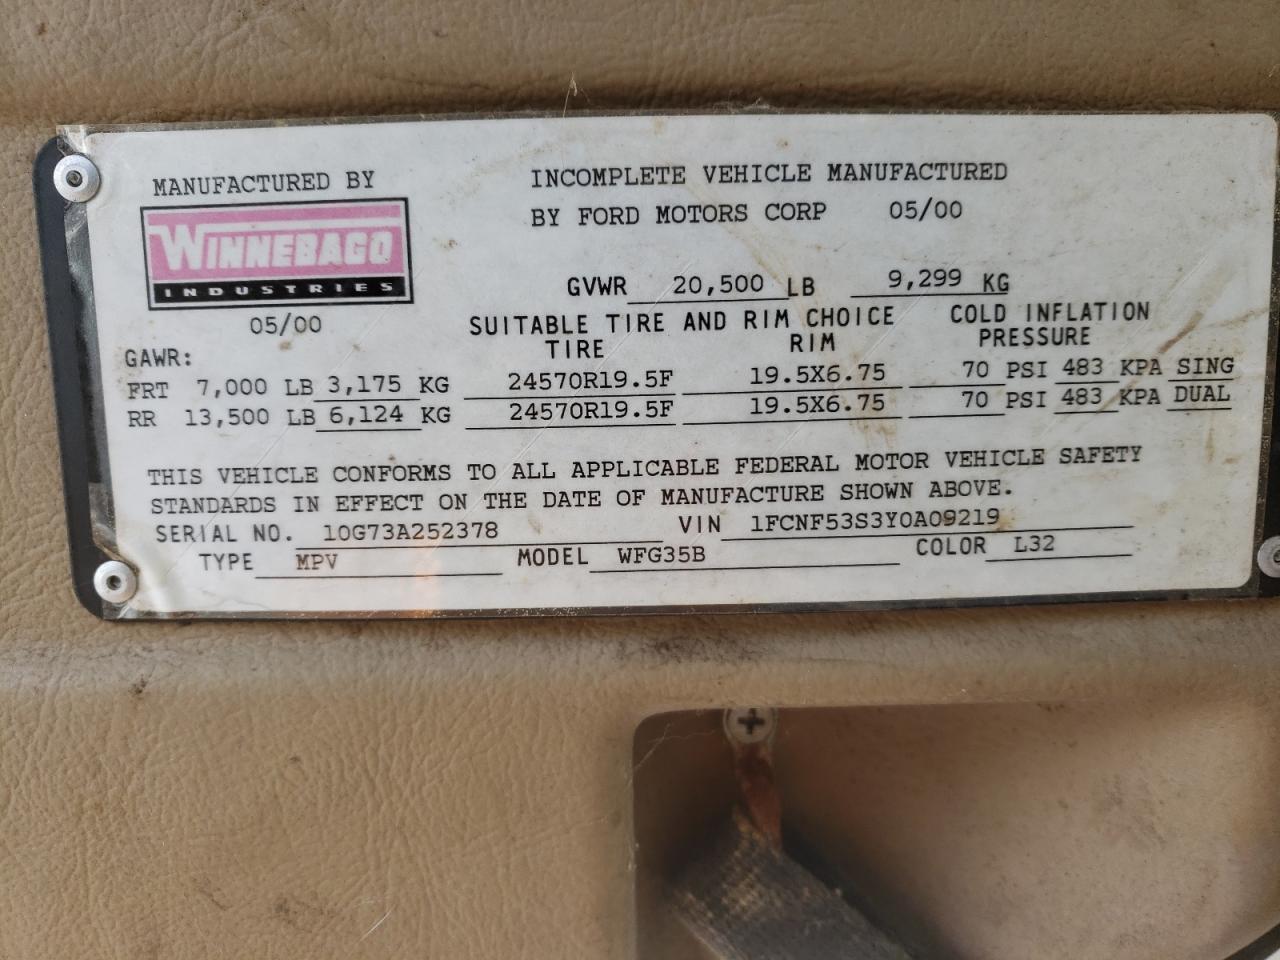 MANUFACTURED BY
WINNEBAGO
INDUSTRIES
05/00
INCOMPLETE VEHICLE MANUFACTURED
BY FORD MOTORS CORP 05/00
GVWR 20,500 LB 9,299 KG
SUITABLE TIRE AND RIM CHOICE COLD INFLATION
TIRE RIM PRESSURE
GAWR:
FRT 7,000 LB 3,175 KG 24570R19.5F 19.5X6.75 70 PSI 483 KPA SING
RR 13,500 LB 6,124 KG 24570R19.5F 19.5X6.75 70 PSI 483 KPA DUAL
THIS VEHICLE CONFORMS TO ALL APPLICABLE FEDERAL MOTOR VEHICLE SAFETY
STANDARDS IN EFFECT ON THE DATE OF MANUFACTURE SHOWN ABOVE.
SERIAL NO. 10G73A252378 VIN 1FCNF53S3Y0A09219
TYPE MPV MODEL WFG35B COLOR L32